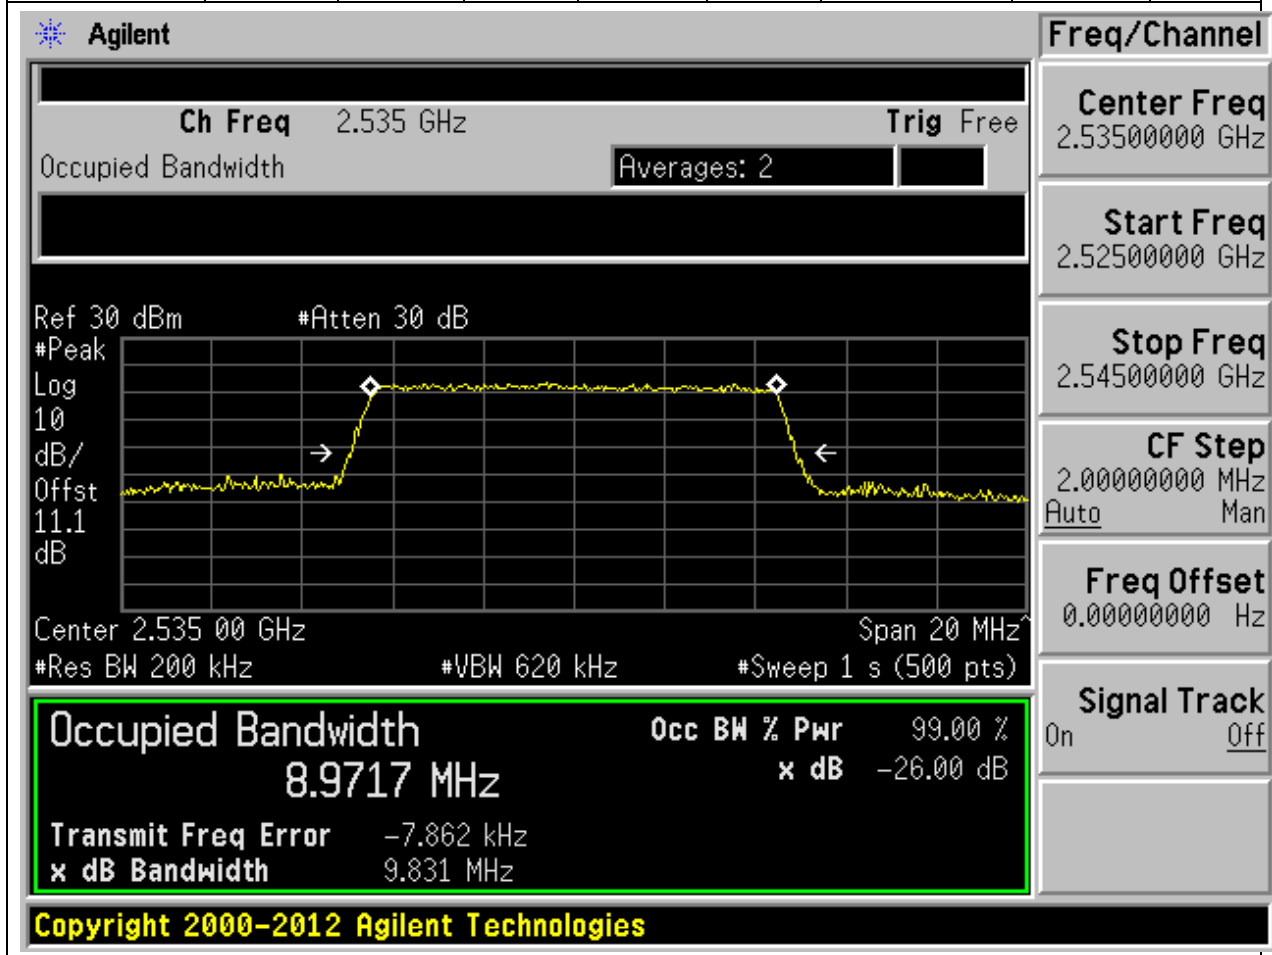 Agilent
Freq/Channel
Ch Freq 2.535 GHz Trig Free
Occupied Bandwidth Averages: 2
Center Freq
2.53500000 GHz
Start Freq
2.52500000 GHz
Stop Freq
2.54500000 GHz
CF Step
2.00000000 MHz
Auto Man
Freq Offset
0.00000000 Hz
Signal Track
On Off
Ref 30 dBm #Atten 30 dB
#Peak
Log
10
dB/
Offst
11.1
dB
Center 2.535 00 GHz Span 20 MHz^
#Res BW 200 kHz #VBW 620 kHz #Sweep 1 s (500 pts)
Occupied Bandwidth Occ BW % Pwr 99.00 %
8.9717 MHz x dB -26.00 dB
Transmit Freq Error -7.862 kHz
x dB Bandwidth 9.831 MHz
Copyright 2000-2012 Agilent Technologies